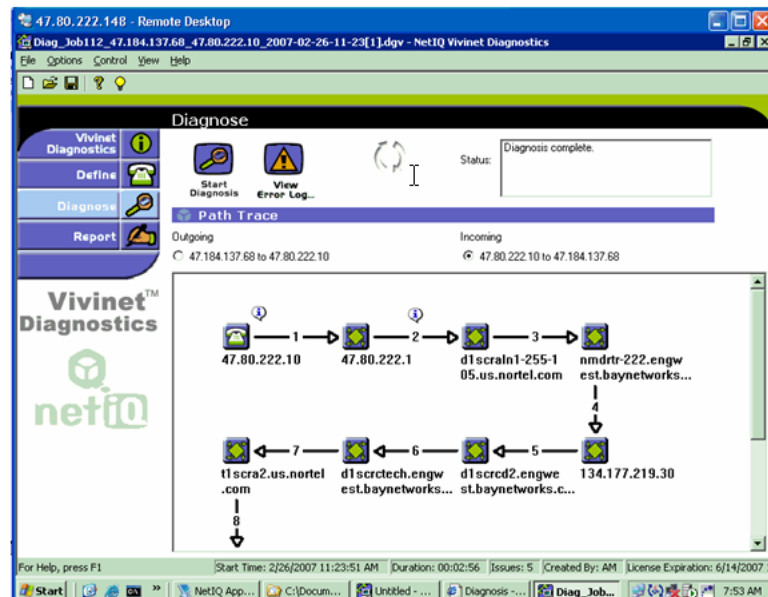 47.80.222.148 - Remote Desktop
Diag_Job112_47.184.137.68_47.80.222.10_2007-02-26-11-23[1].dgv - NetIQ Vivinet Diagnostics
File Options Control View Help
Diagnose
Vivinet Diagnostics
Define
Diagnose
Report
Start Diagnosis
View Error Log...
Status: Diagnosis complete.
Path Trace
Outgoing
47.184.137.68 to 47.80.222.10
Incoming
47.80.222.10 to 47.184.137.68
Vivinet™
Diagnostics
netiQ
1
2
3
47.80.222.10
47.80.222.1
d1scraln1-255-1
05.us.nortel.com
nmdrtr-222.engw
est.baynetworks...
4
7
6
5
t1scra2.us.nortel
.com
d1scrctech.engw
est.baynetworks...
d1scrcd2.engwe
st.baynetworks.c...
134.177.219.30
8
For Help, press F1
Start Time: 2/26/2007 11:23:51 AM
Duration: 00:02:56
Issues: 5
Created By: AM
License Expiration: 6/14/2007
Start
NetIQ App...
C:\Docum...
Untitled - ...
Diagnosis -...
Diag_Job...
7:53 AM